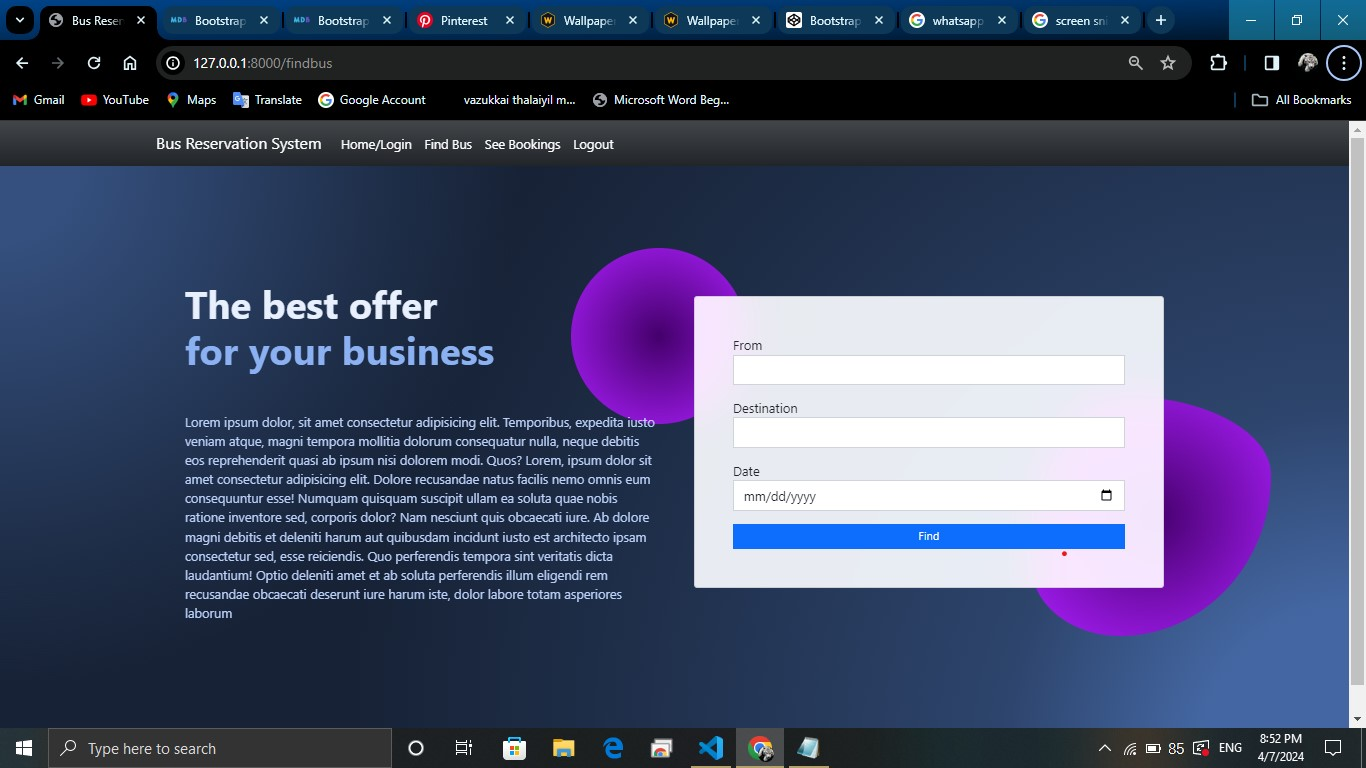 Bus Reser
Bootstrap
Bootstrap
Pinterest
Wallpaper
Wallpaper
Bootstrap
whatsapp
screen sni
127.0.0.1:8000/findbus
Gmail
YouTube
Maps
Translate
Google Account
vazukkai thalaiyil m...
Microsoft Word Beg...
All Bookmarks
Bus Reservation System
Home/Login
Find Bus
See Bookings
Logout
The best offer
for your business
Lorem ipsum dolor, sit amet consectetur adipisicing elit. Temporibus, expedita iusto
veniam atque, magni tempora mollitia dolorum consequatur nulla, neque debitis
eos reprehenderit quasi ab ipsum nisi dolorem modi. Quos? Lorem, ipsum dolor sit
amet consectetur adipisicing elit. Dolore recusandae natus facilis nemo omnis eum
consequuntur esse! Numquam quisquam suscipit ullam ea soluta quae nobis
ratione inventore sed, corporis dolor? Nam nesciunt quis obcaecati iure. Ab dolore
magni debitis et deleniti harum aut quibusdam incidunt iusto est architecto ipsam
consectetur sed, esse reiciendis. Quo perferendis tempora sint veritatis dicta
laudantium! Optio deleniti amet et ab soluta perferendis illum eligendi rem
recusandae obcaecati deserunt iure harum iste, dolor labore totam asperiores
laborum
From
Destination
Date
mm/dd/yyyy
Find
Type here to search
85
ENG
8:52 PM
4/7/2024